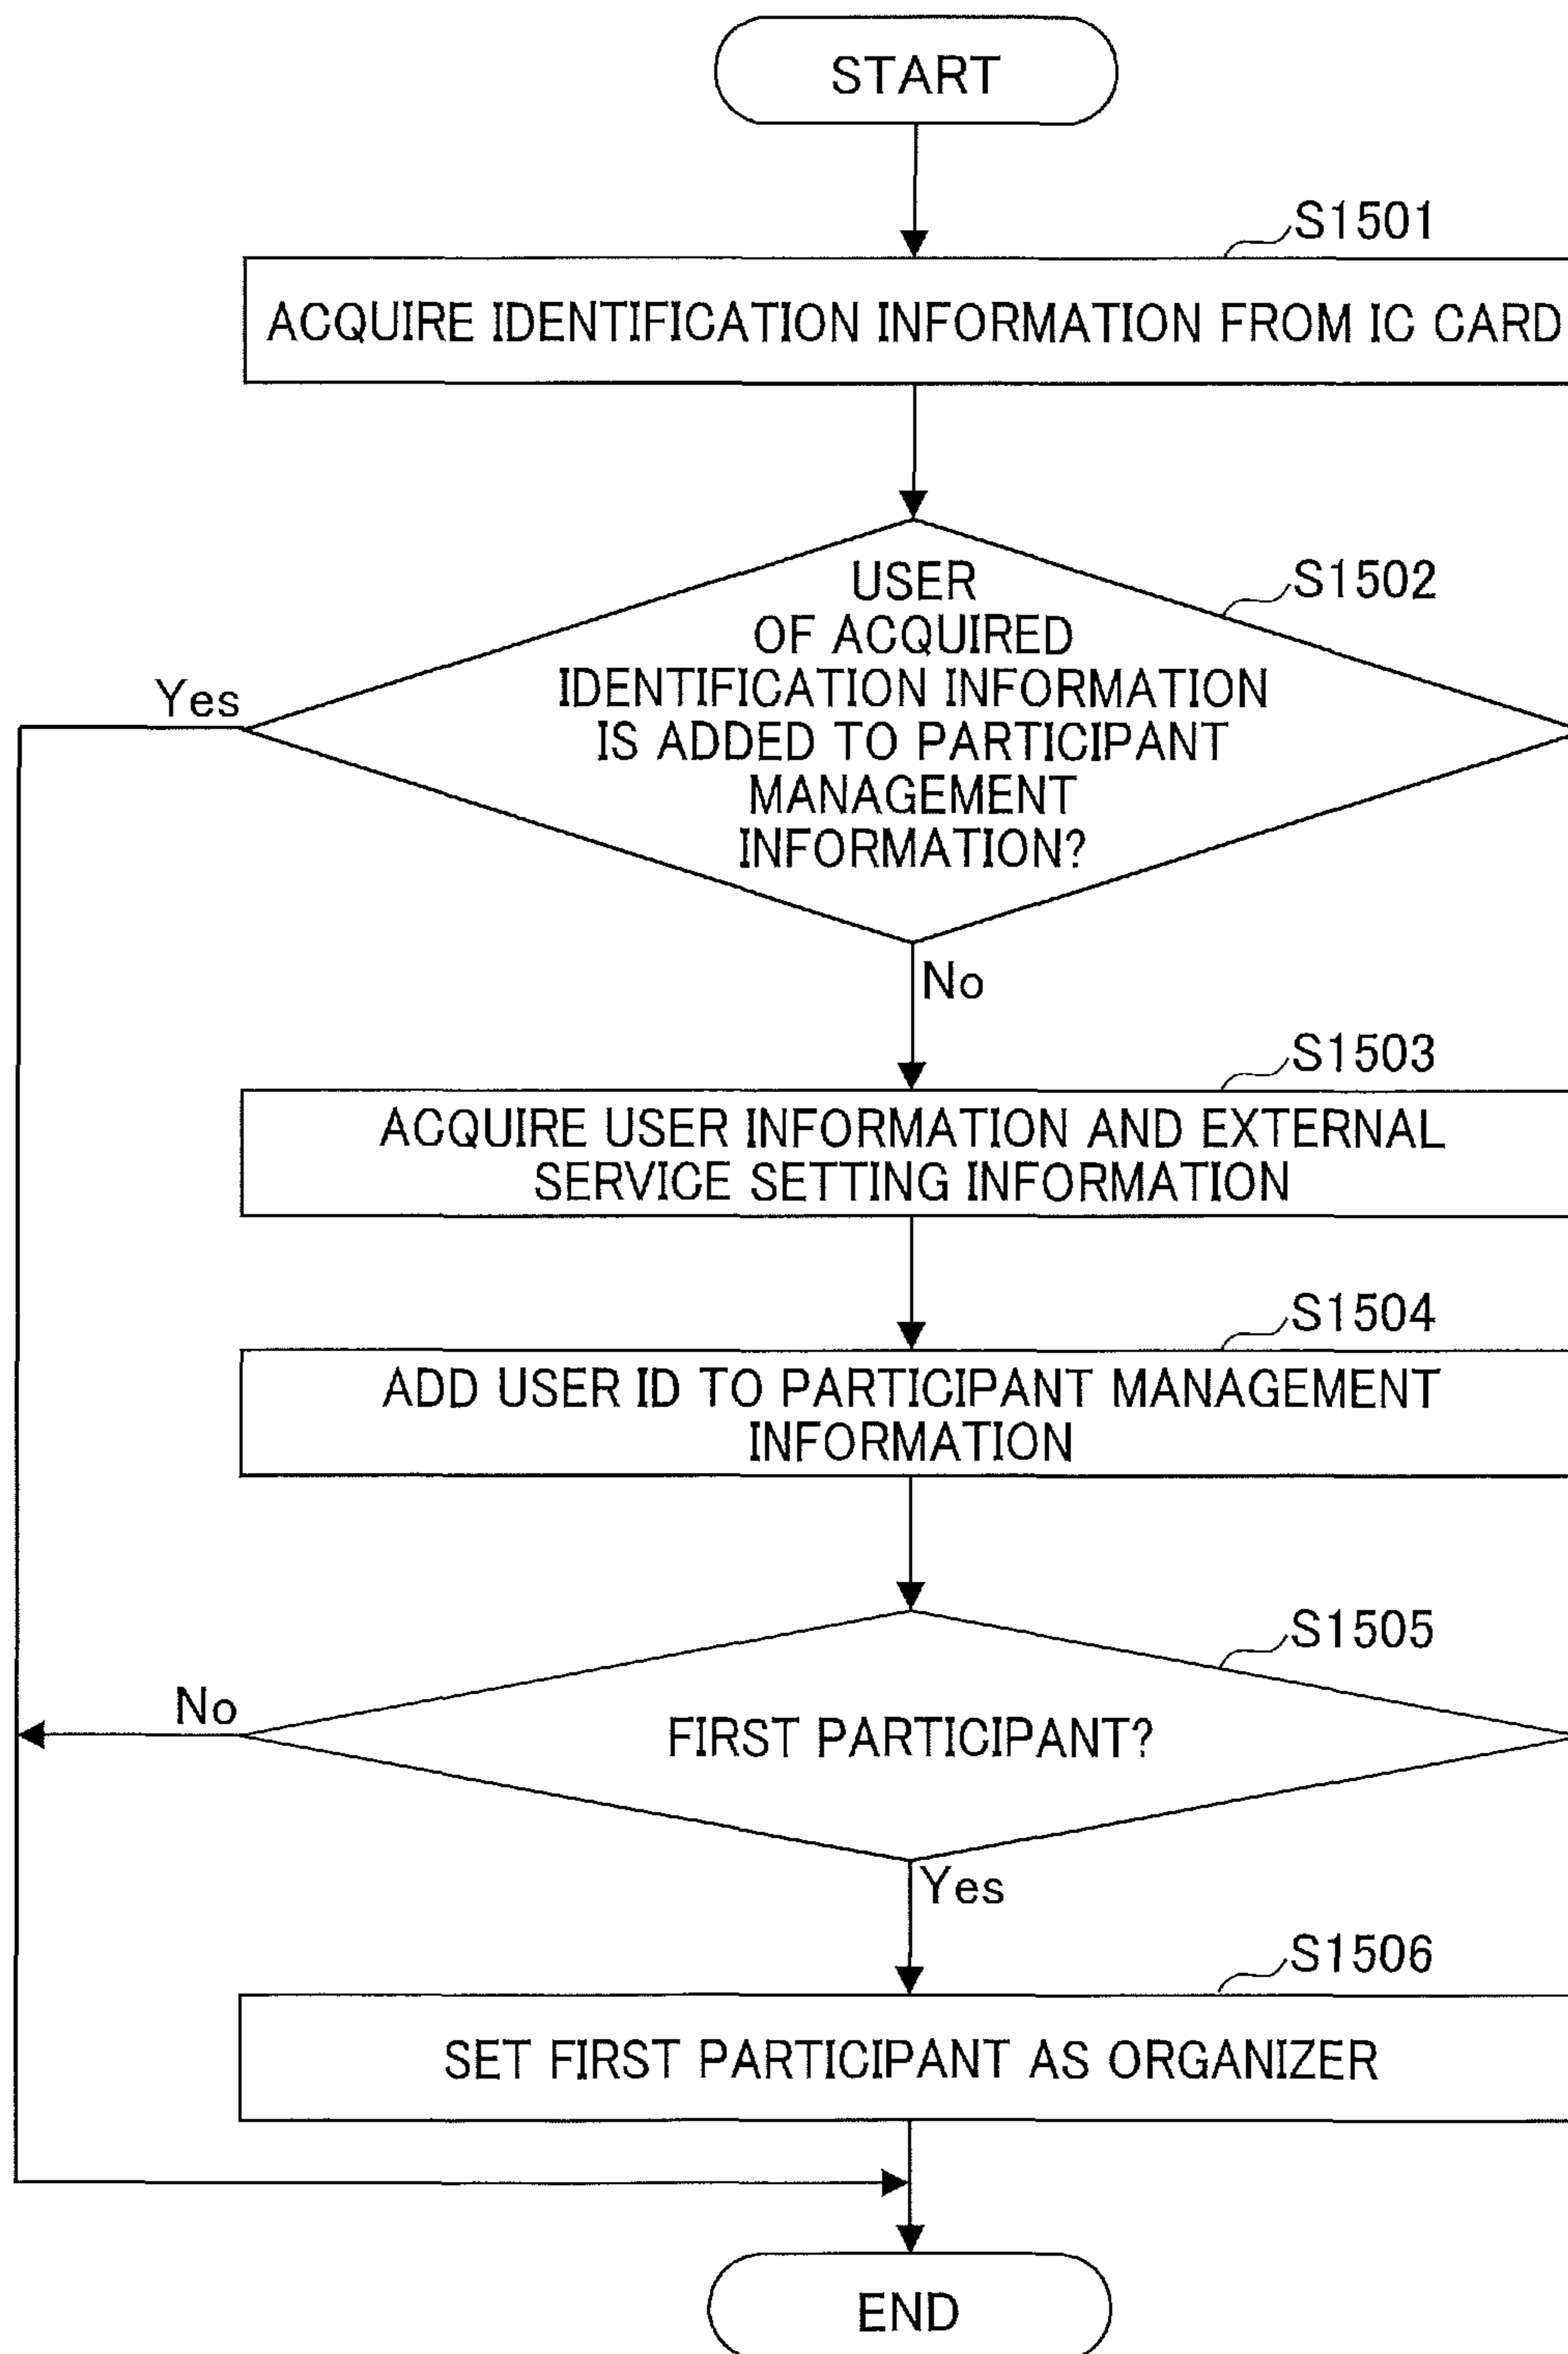 START
S1501
ACQUIRE IDENTIFICATION INFORMATION FROM IC CARD
S1502
USER
OF ACQUIRED
IDENTIFICATION INFORMATION
IS ADDED TO PARTICIPANT
MANAGEMENT
INFORMATION?
Yes
No
S1503
ACQUIRE USER INFORMATION AND EXTERNAL
SERVICE SETTING INFORMATION
S1504
ADD USER ID TO PARTICIPANT MANAGEMENT
INFORMATION
S1505
No
FIRST PARTICIPANT?
Yes
S1506
SET FIRST PARTICIPANT AS ORGANIZER
END